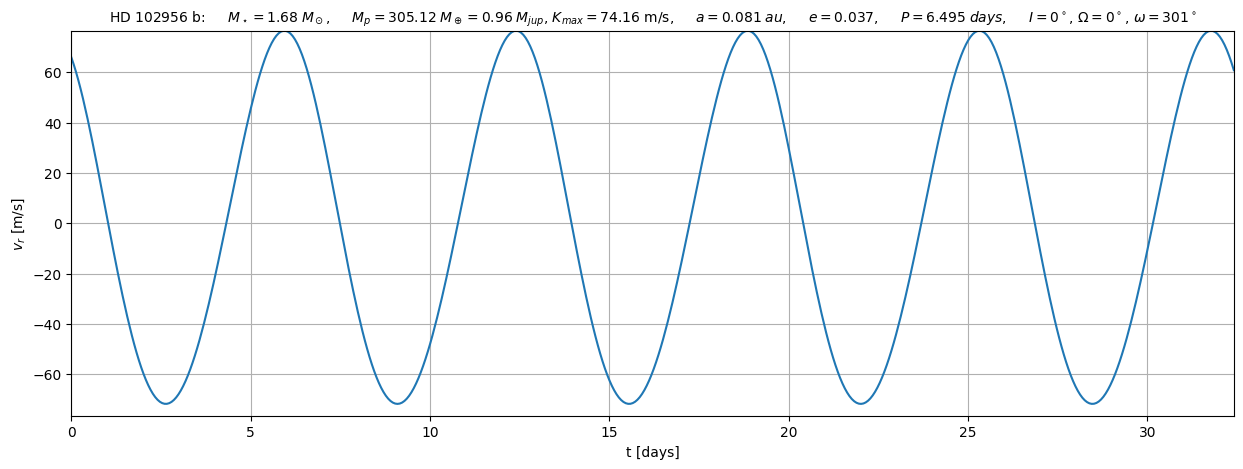 HD 102956 b: M⋆ = 1.68 M⊙, Mp = 305.12 M⊕ = 0.96 Mjup, Kmax = 74.16 m/s, a = 0.081 au, e = 0.037, P = 6.495 days, I = 0°, Ω = 0°, ω = 301°
60
40
20
0
−20
−40
−60
vr [m/s]
0 5 10 15 20 25 30
t [days]